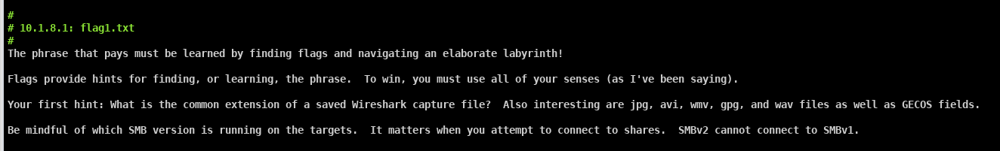 #
# 10.1.8.1: flag1.txt
#
The phrase that pays must be learned by finding flags and navigating an elaborate labyrinth!
Flags provide hints for finding, or learning, the phrase.  To win, you must use all of your senses (as I've been saying).
Your first hint: What is the common extension of a saved Wireshark capture file?  Also interesting are jpg, avi, wmv, gpg, and wav files as well as GECOS fields.
Be mindful of which SMB version is running on the targets.  It matters when you attempt to connect to shares.  SMBv2 cannot connect to SMBv1.